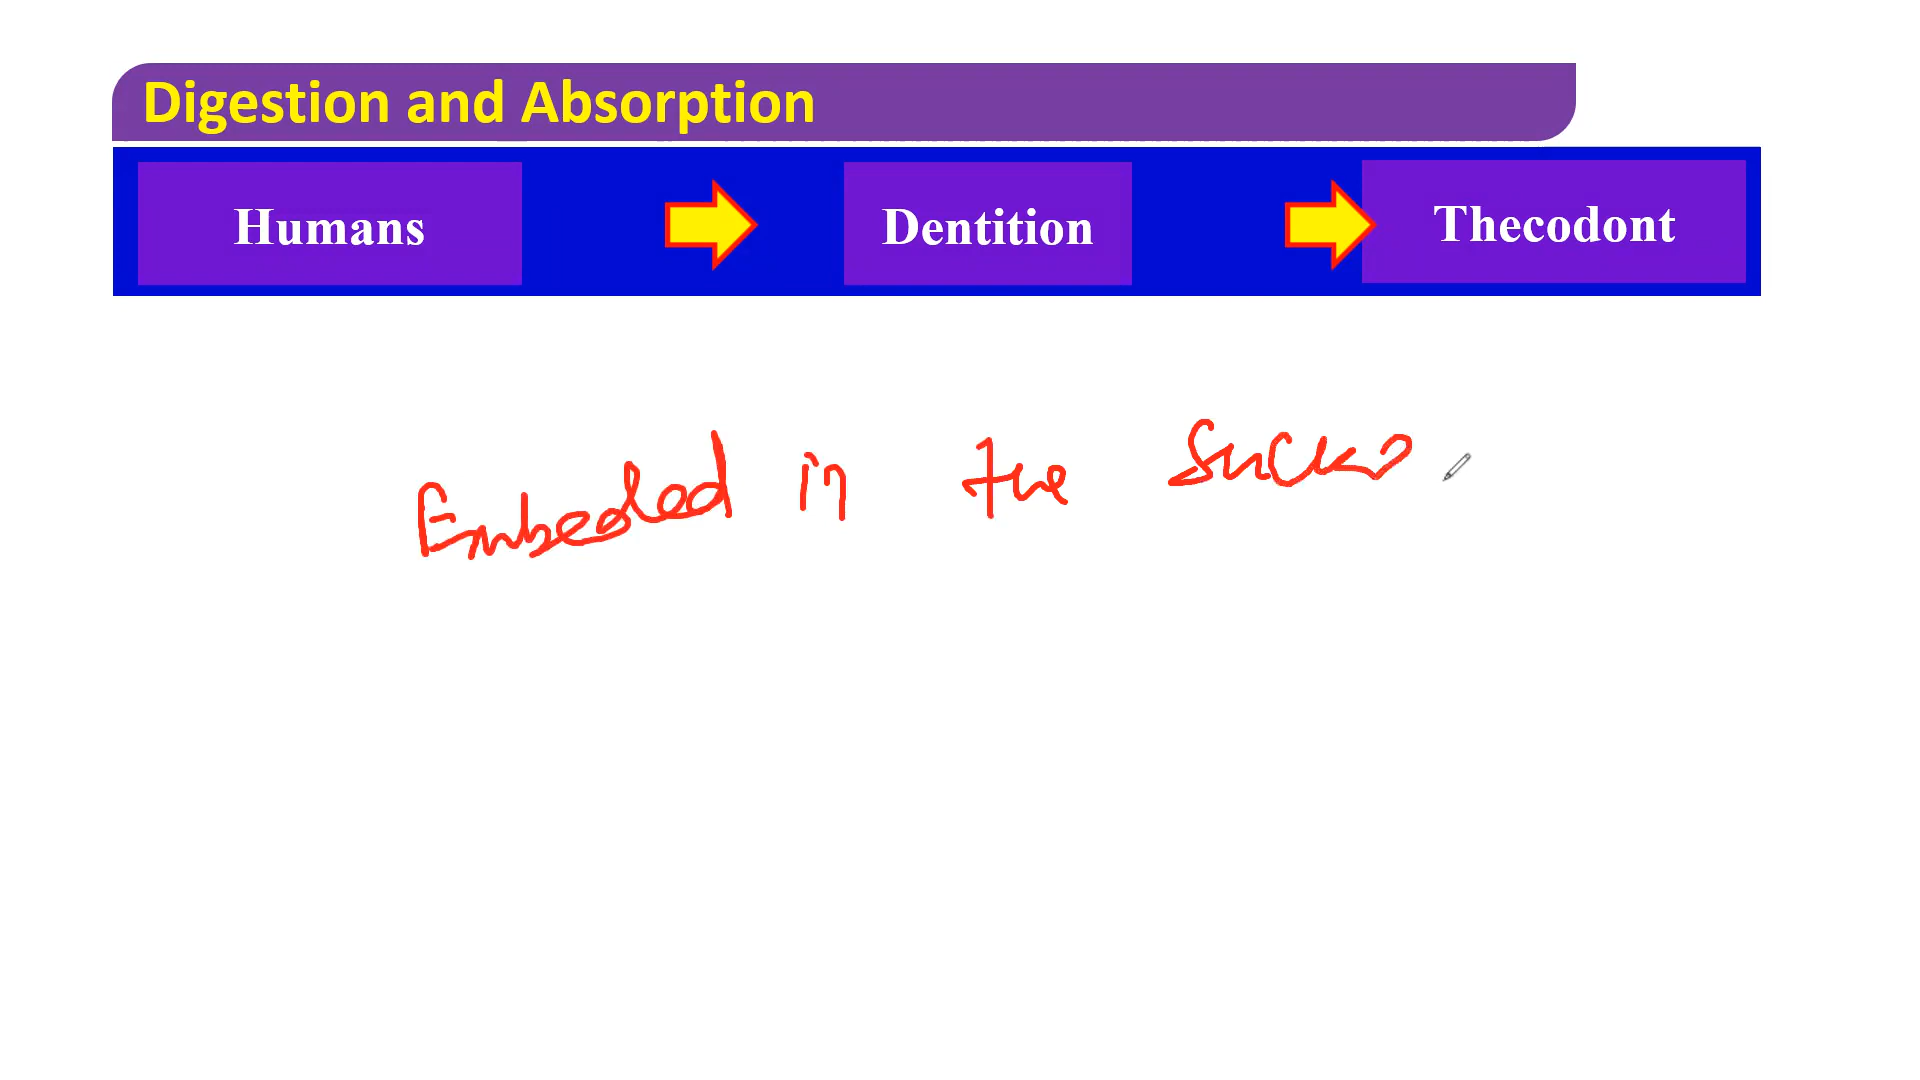 Digestion and Absorption
Humans Dentition Thecodont
Embeded in the